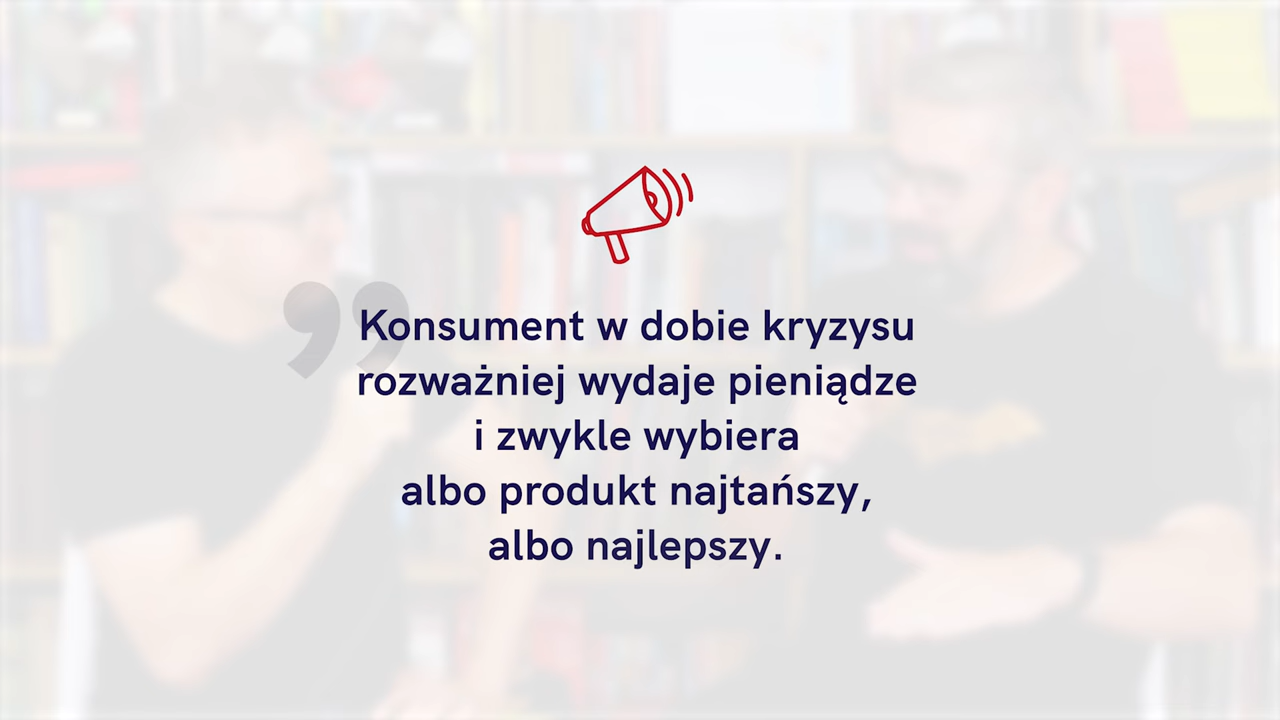 Konsument w dobie kryzysu
rozważniej wydaje pieniądze
i zwykle wybiera
albo produkt najtańszy,
albo najlepszy.